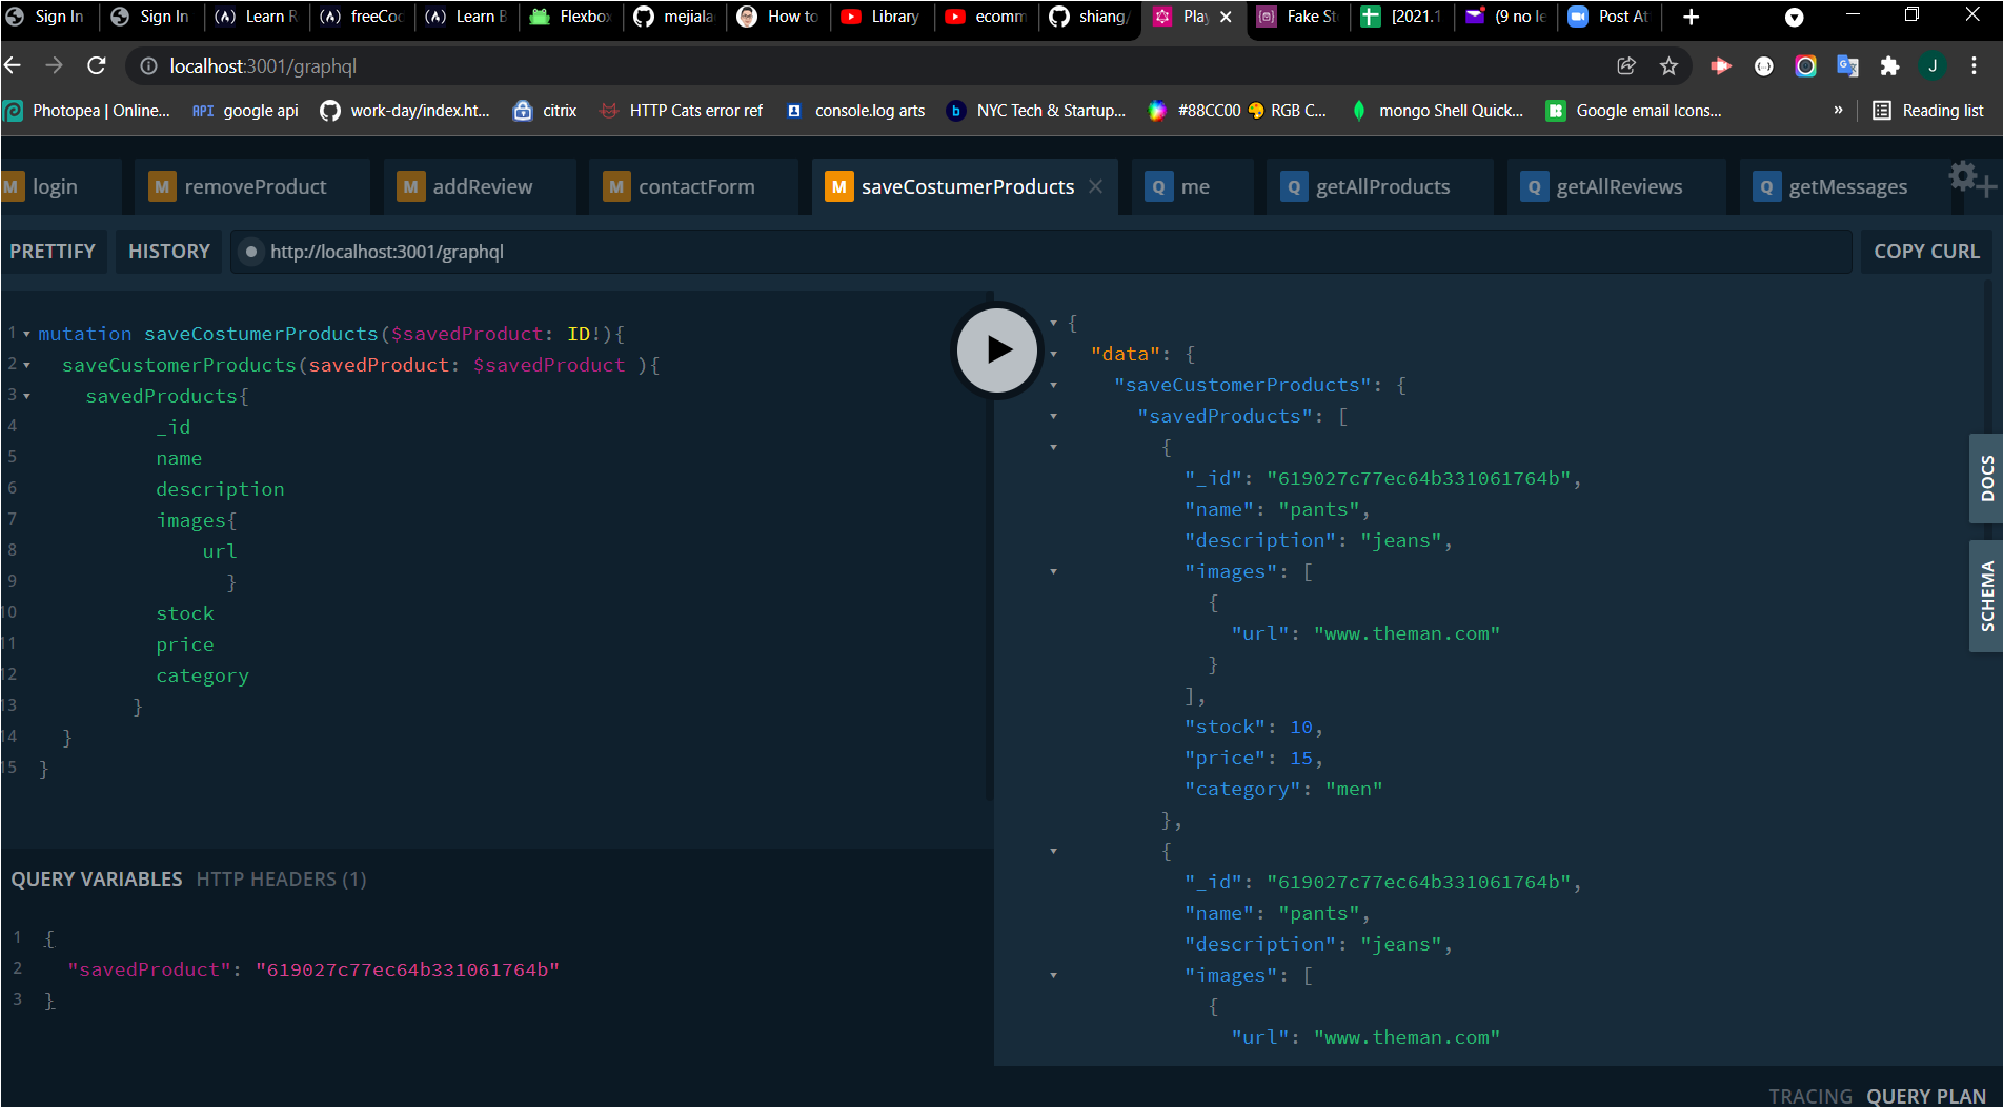 Sign In Sign In Learn R freeCoc Learn B Flexbox mejiala How to Library ecomm shiang/ Play Fake St [2021.1 (9 no le Post At
localhost:3001/graphql
Photopea | Online... API google api work-day/index.ht... citrix HTTP Cats error ref console.log arts NYC Tech & Startup... #88CC00 RGB C... mongo Shell Quick... Google email Icons... » Reading list
M login M removeProduct M addReview M contactForm M saveCostumerProducts Q me Q getAllProducts Q getAllReviews Q getMessages
PRETTIFY HISTORY http://localhost:3001/graphql COPY CURL
1 mutation saveCostumerProducts($savedProduct: ID!){
2 saveCustomerProducts(savedProduct: $savedProduct ){
3 savedProducts{
4 _id
5 name
6 description
7 images{
8 url
9 }
10 stock
11 price
12 category
13 }
14 }
15 }
QUERY VARIABLES HTTP HEADERS (1)
1 {
2 "savedProduct": "619027c77ec64b331061764b"
3 }
{
"data": {
"saveCustomerProducts": {
"savedProducts": [
{
"_id": "619027c77ec64b331061764b",
"name": "pants",
"description": "jeans",
"images": [
{
"url": "www.theman.com"
}
],
"stock": 10,
"price": 15,
"category": "men"
},
{
"_id": "619027c77ec64b331061764b",
"name": "pants",
"description": "jeans",
"images": [
{
"url": "www.theman.com"
DOCS
SCHEMA
TRACING QUERY PLAN